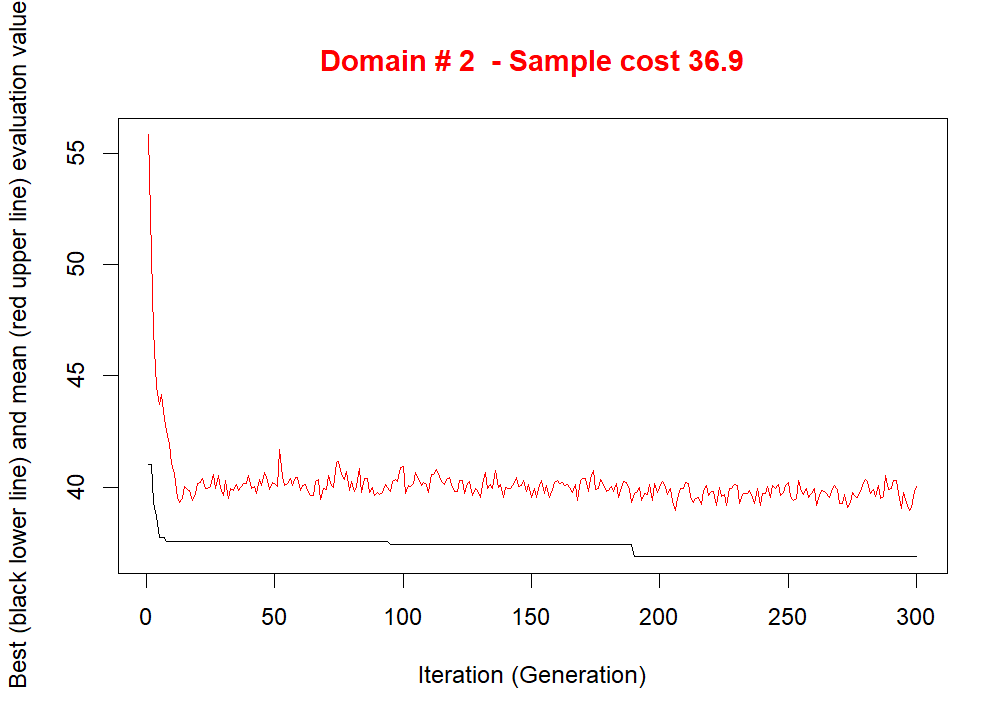 Domain # 2  - Sample cost 36.9
Best (black lower line) and mean (red upper line) evaluation value
55
50
45
40
0 50 100 150 200 250 300
Iteration (Generation)